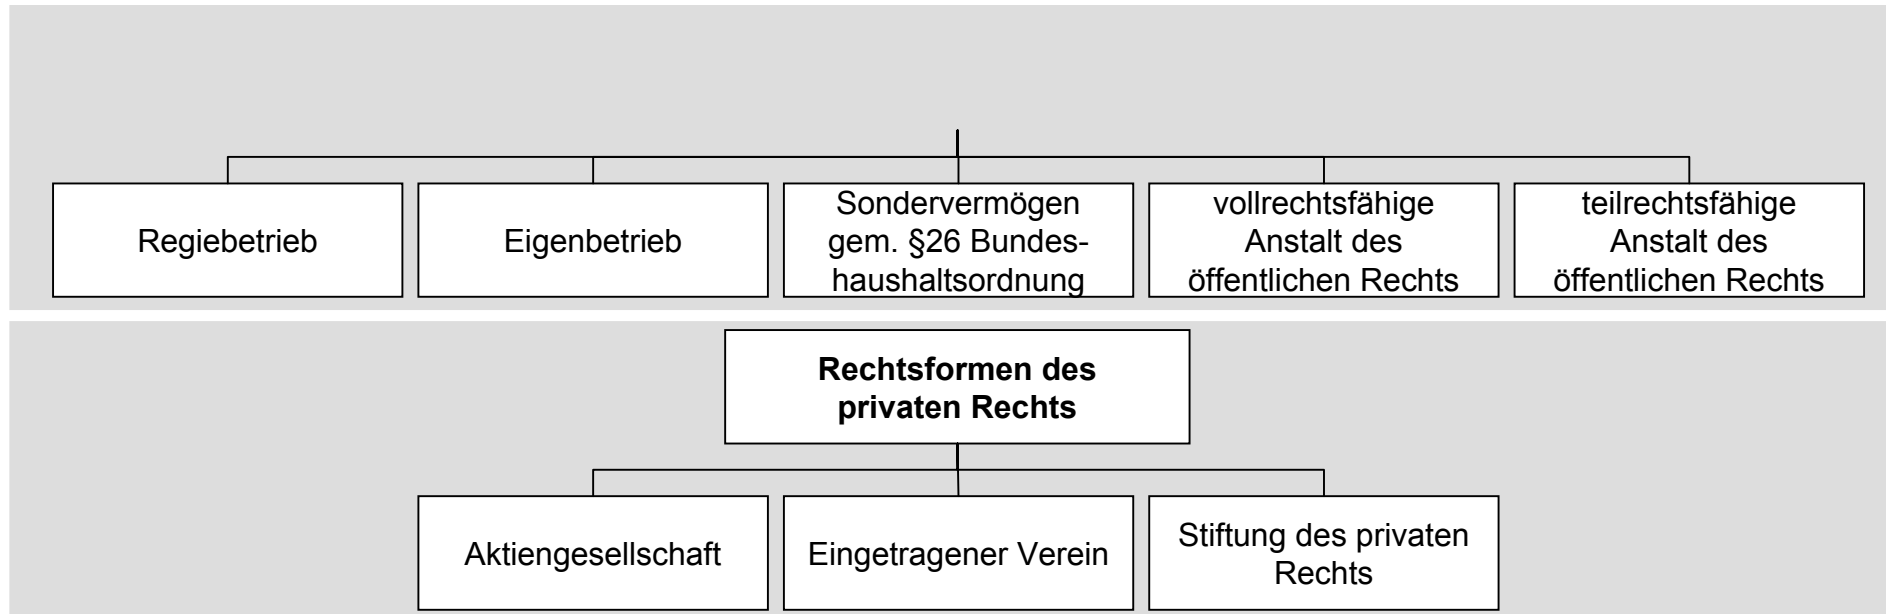 Regiebetrieb
Eigenbetrieb
Sondervermögen
gem. §26 Bundes-
haushaltsordnung
vollrechtsfähige
Anstalt des
öffentlichen Rechts
teilrechtsfähige
Anstalt des
öffentlichen Rechts
Rechtsformen des
privaten Rechts
Aktiengesellschaft
Eingetragener Verein
Stiftung des privaten
Rechts